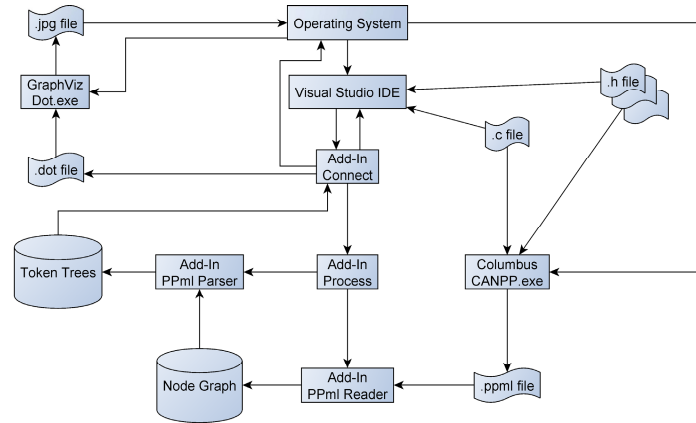 .jpg file
Operating System
GraphViz
Dot.exe
Visual Studio IDE
.h file
.c file
.dot file
Add-In
Connect
Token Trees
Add-In
PPml Parser
Add-In
Process
Columbus
CANPP.exe
Node Graph
Add-In
PPml Reader
.ppml file